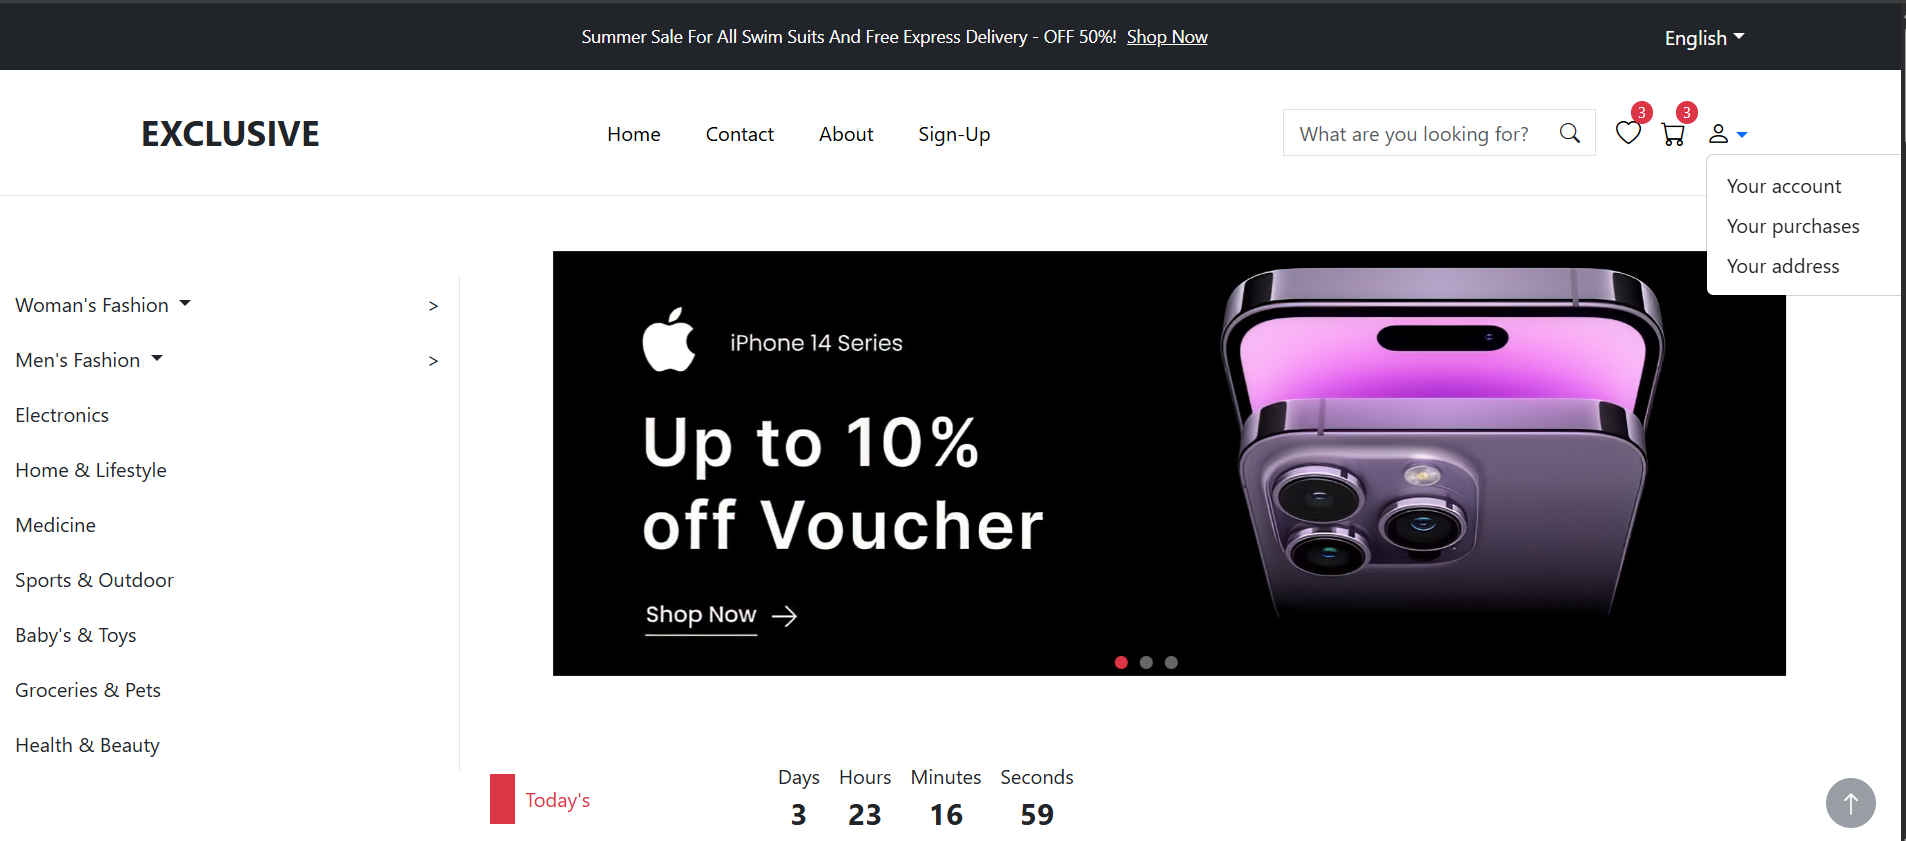 Summer Sale For All Swim Suits And Free Express Delivery - OFF 50%! Shop Now
English
EXCLUSIVE
Home
Contact
About
Sign-Up
What are you looking for?
3
3
Your account
Your purchases
Your address
Woman's Fashion >
Men's Fashion >
Electronics
Home & Lifestyle
Medicine
Sports & Outdoor
Baby's & Toys
Groceries & Pets
Health & Beauty
iPhone 14 Series
Up to 10%
off Voucher
Shop Now
Today's
Days Hours Minutes Seconds
3 23 16 59